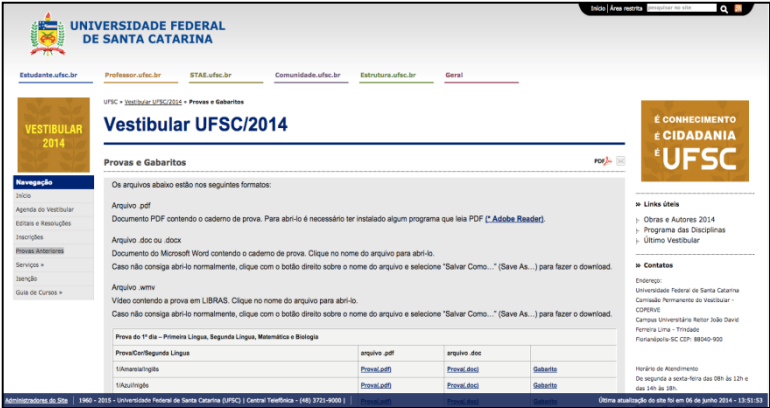 Início | Área restrita pesquisar no site
UNIVERSIDADE FEDERAL
DE SANTA CATARINA
Estudante.ufsc.br Professor.ufsc.br STAE.ufsc.br Comunidade.ufsc.br Estrutura.ufsc.br Geral
VESTIBULAR
2014
Navegação
Início
Agenda do Vestibular
Editais e Resoluções
Inscrições
Provas Anteriores
Serviços »
Isenção
Guia de Cursos »
UFSC » Vestibular UFSC/2014 » Provas e Gabaritos
Vestibular UFSC/2014
Provas e Gabaritos
PDF
Os arquivos abaixo estão nos seguintes formatos:
Arquivo .pdf
Documento PDF contendo o caderno de prova. Para abri-lo é necessário ter instalado algum programa que leia PDF (* Adobe Reader).
Arquivo .doc ou .docx
Documento do Microsoft Word contendo o caderno de prova. Clique no nome do arquivo para abri-lo.
Caso não consiga abri-lo normalmente, clique com o botão direito sobre o nome do arquivo e selecione "Salvar Como..." (Save As...) para fazer o download.
Arquivo .wmv
Vídeo contendo a prova em LIBRAS. Clique no nome do arquivo para abri-lo.
Caso não consiga abri-lo normalmente, clique com o botão direito sobre o nome do arquivo e selecione "Salvar Como..." (Save As...) para fazer o download.
Prova do 1º dia – Primeira Língua, Segunda Língua, Matemática e Biologia
Prova/Cor/Segunda Língua arquivo .pdf arquivo .doc
1/Amarela/Inglês Prova(.pdf) Prova(.doc) Gabarito
1/Azul/Inglês Prova(.pdf) Prova(.doc) Gabarito
É CONHECIMENTO
É CIDADANIA
É UFSC
» Links úteis
Obras e Autores 2014
Programa das Disciplinas
Último Vestibular
» Contatos
Endereço:
Universidade Federal de Santa Catarina
Comissão Permanente do Vestibular -
COPERVE
Campus Universitário Reitor João David
Ferreira Lima - Trindade
Florianópolis-SC CEP: 88040-900
Horário de Atendimento
De segunda a sexta-feira das 08h às 12h e
das 14h às 18h.
Administradores do Site | 1960 - 2015 - Universidade Federal de Santa Catarina (UFSC) | Central Telefônica - (48) 3721-9000 | Última atualização do site foi em 06 de junho 2014 - 13:51:53